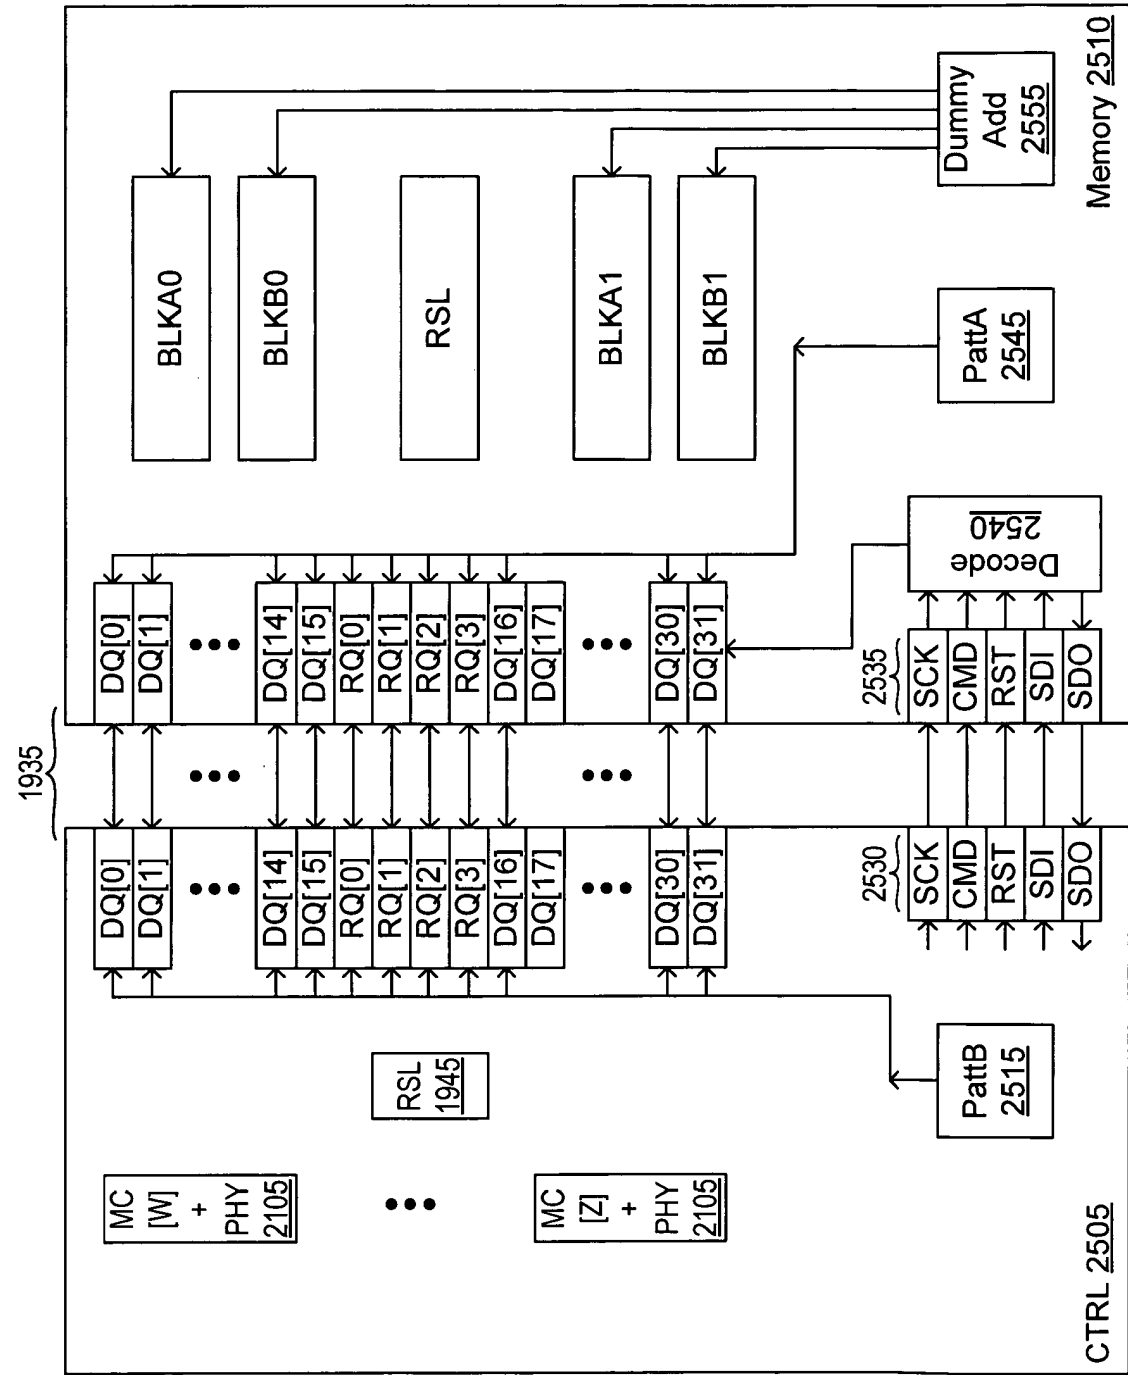 1935
DQ[0]
DQ[1]
DQ[14]
DQ[15]
RQ[0]
RQ[1]
RQ[2]
RQ[3]
DQ[16]
DQ[17]
DQ[30]
DQ[31]
2530
SCK
CMD
RST
SDI
SDO
MC
[W]
+
PHY
2105
MC
[Z]
+
PHY
2105
RSL
1945
PattB
2515
CTRL 2505
DQ[0]
DQ[1]
DQ[14]
DQ[15]
RQ[0]
RQ[1]
RQ[2]
RQ[3]
DQ[16]
DQ[17]
DQ[30]
DQ[31]
2535
SCK
CMD
RST
SDI
SDO
Decode
2540
BLKA0
BLKB0
RSL
BLKA1
BLKB1
PattA
2545
Dummy
Add
2555
Memory 2510